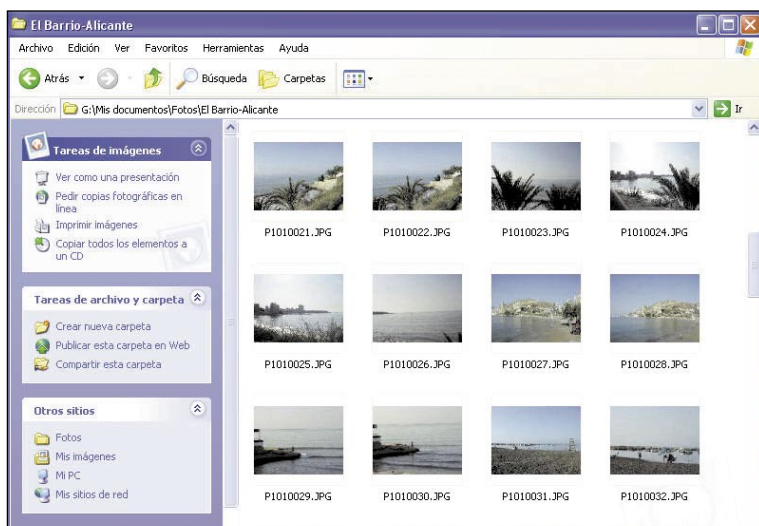 El Barrio-Alicante
Archivo Edición Ver Favoritos Herramientas Ayuda
Atrás Búsqueda Carpetas
Dirección G:\Mis documentos\Fotos\El Barrio-Alicante Ir
Tareas de imágenes
Ver como una presentación
Pedir copias fotográficas en
línea
Imprimir imágenes
Copiar todos los elementos a
un CD
Tareas de archivo y carpeta
Crear nueva carpeta
Publicar esta carpeta en Web
Compartir esta carpeta
Otros sitios
Fotos
Mis imágenes
Mi PC
Mis sitios de red
P1010021.JPG P1010022.JPG P1010023.JPG P1010024.JPG
P1010025.JPG P1010026.JPG P1010027.JPG P1010028.JPG
P1010029.JPG P1010030.JPG P1010031.JPG P1010032.JPG